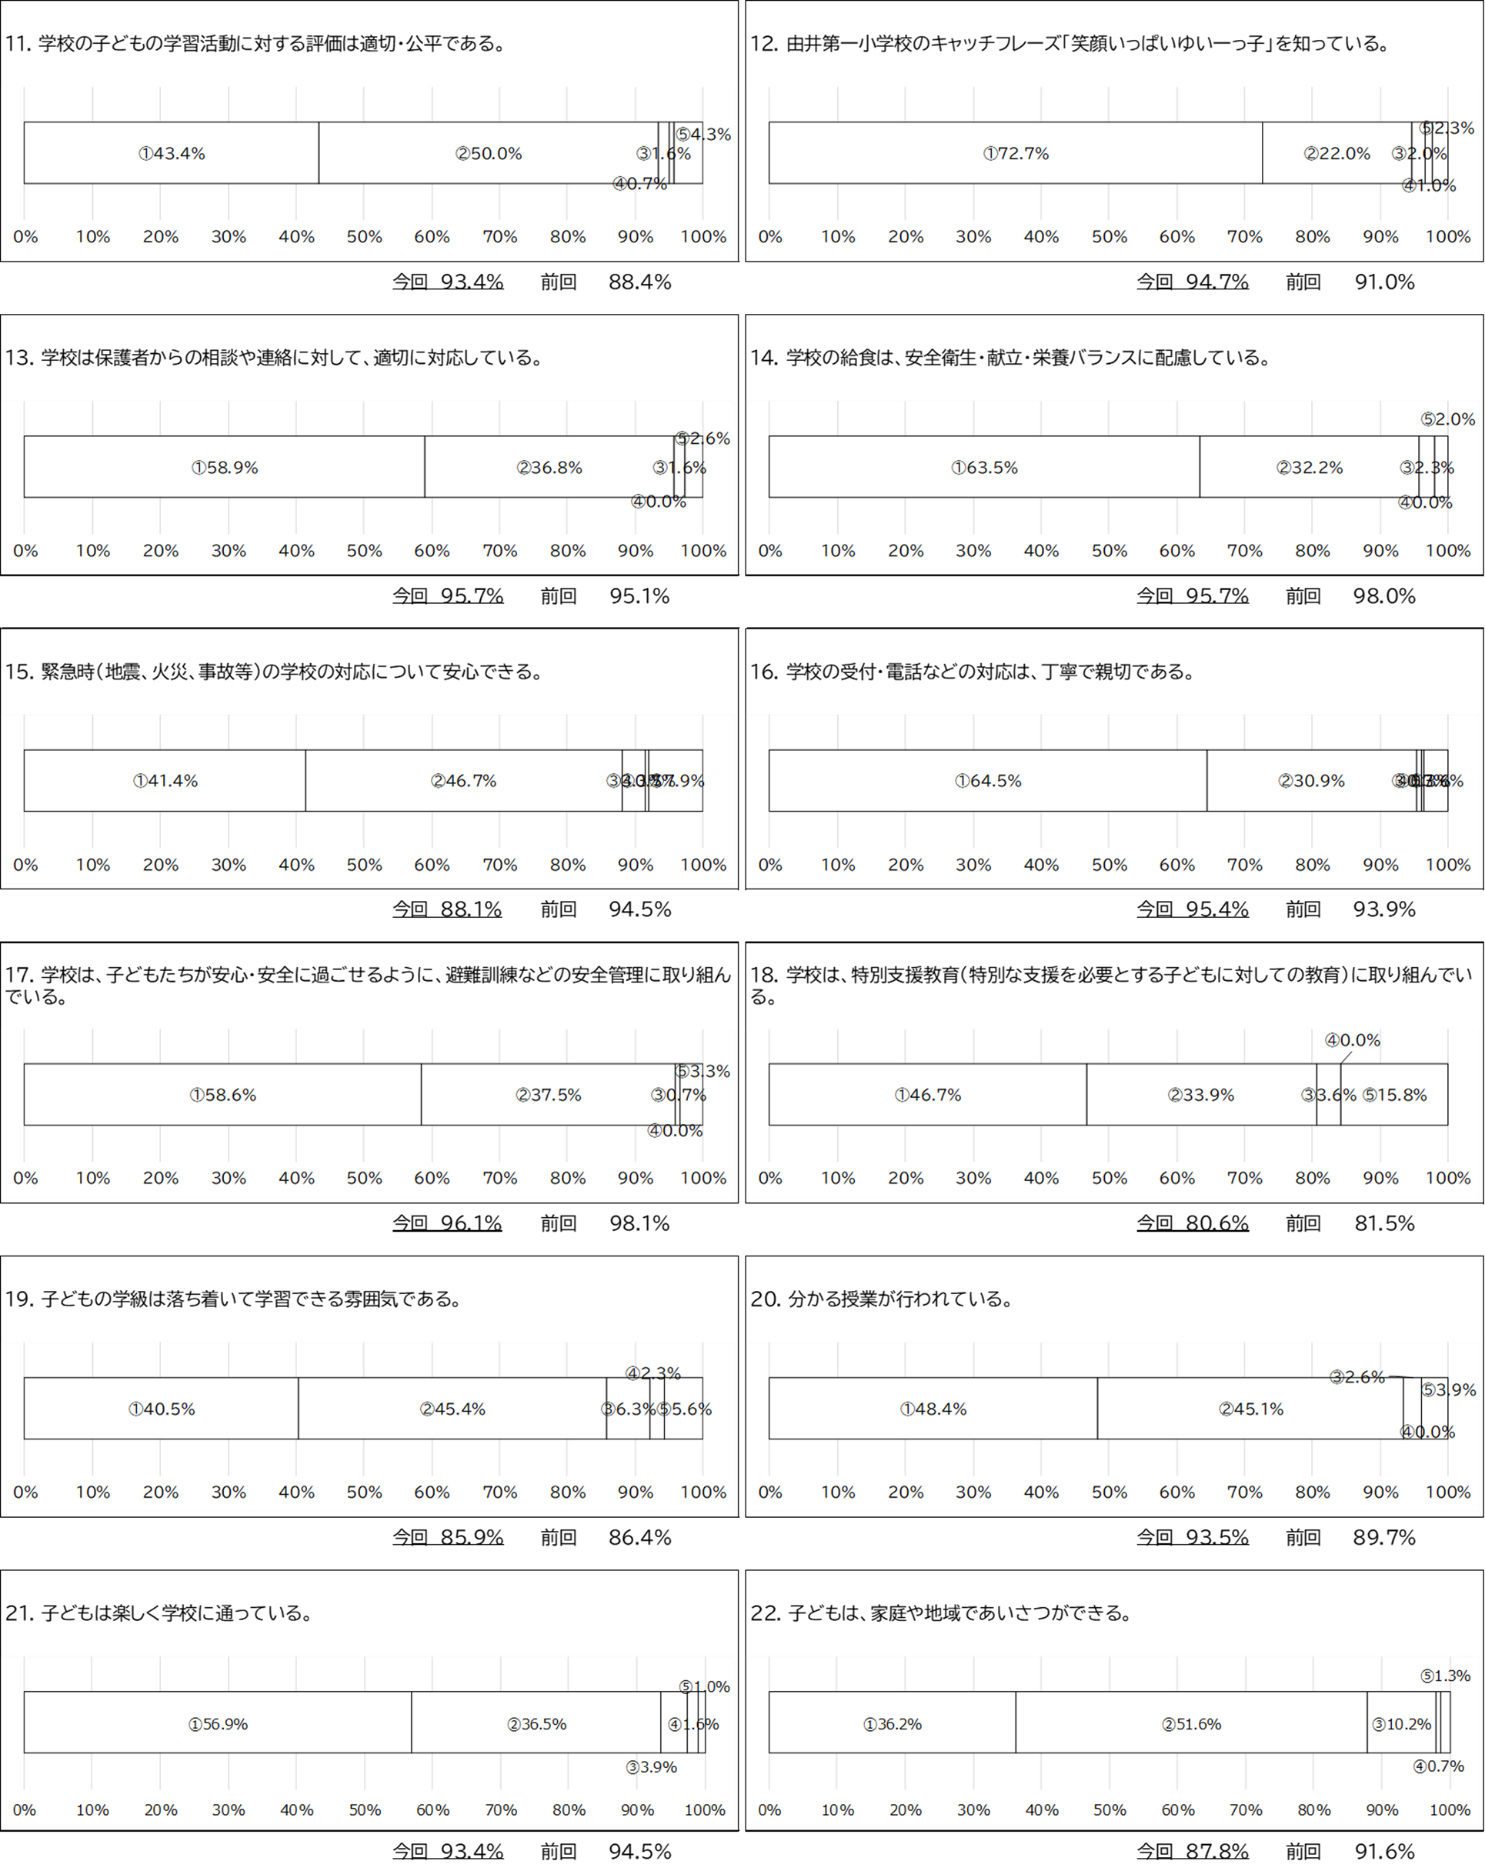 11. 学校の子どもの学習活動に対する評価は適切・公平である。
⑤4.3%
①43.4% ②50.0% ③1.6%
④0.7%
0% 10% 20% 30% 40% 50% 60% 70% 80% 90% 100%
今回 93.4% 前回 88.4%
12. 由井第一小学校のキャッチフレーズ「笑顔いっぱいゆい一っ子」を知っている。
⑤2.3%
①72.7% ②22.0% ③2.0%
④1.0%
0% 10% 20% 30% 40% 50% 60% 70% 80% 90% 100%
今回 94.7% 前回 91.0%
13. 学校は保護者からの相談や連絡に対して、適切に対応している。
⑤2.6%
①58.9% ②36.8% ③1.6%
④0.0%
0% 10% 20% 30% 40% 50% 60% 70% 80% 90% 100%
今回 95.7% 前回 95.1%
14. 学校の給食は、安全衛生・献立・栄養バランスに配慮している。
⑤2.0%
①63.5% ②32.2% ③2.3%
④0.0%
0% 10% 20% 30% 40% 50% 60% 70% 80% 90% 100%
今回 95.7% 前回 98.0%
15. 緊急時(地震、火災、事故等)の学校の対応について安心できる。
①41.4% ②46.7%
0% 10% 20% 30% 40% 50% 60% 70% 80% 90% 100%
今回 88.1% 前回 94.5%
16. 学校の受付・電話などの対応は、丁寧で親切である。
①64.5% ②30.9%
0% 10% 20% 30% 40% 50% 60% 70% 80% 90% 100%
今回 95.4% 前回 93.9%
17. 学校は、子どもたちが安心・安全に過ごせるように、避難訓練などの安全管理に取り組ん
でいる。
⑤3.3%
①58.6% ②37.5% ③0.7%
④0.0%
0% 10% 20% 30% 40% 50% 60% 70% 80% 90% 100%
今回 96.1% 前回 98.1%
18. 学校は、特別支援教育(特別な支援を必要とする子どもに対しての教育)に取り組んでい
る。
④0.0%
①46.7% ②33.9% ③3.6% ⑤15.8%
0% 10% 20% 30% 40% 50% 60% 70% 80% 90% 100%
今回 80.6% 前回 81.5%
19. 子どもの学級は落ち着いて学習できる雰囲気である。
④2.3%
①40.5% ②45.4% ③6.3% ⑤5.6%
0% 10% 20% 30% 40% 50% 60% 70% 80% 90% 100%
今回 85.9% 前回 86.4%
20. 分かる授業が行われている。
③2.6%
⑤3.9%
①48.4% ②45.1%
④0.0%
0% 10% 20% 30% 40% 50% 60% 70% 80% 90% 100%
今回 93.5% 前回 89.7%
21. 子どもは楽しく学校に通っている。
⑤1.0%
①56.9% ②36.5% ④1.6%
③3.9%
0% 10% 20% 30% 40% 50% 60% 70% 80% 90% 100%
今回 93.4% 前回 94.5%
22. 子どもは、家庭や地域であいさつができる。
⑤1.3%
①36.2% ②51.6% ③10.2%
④0.7%
0% 10% 20% 30% 40% 50% 60% 70% 80% 90% 100%
今回 87.8% 前回 91.6%